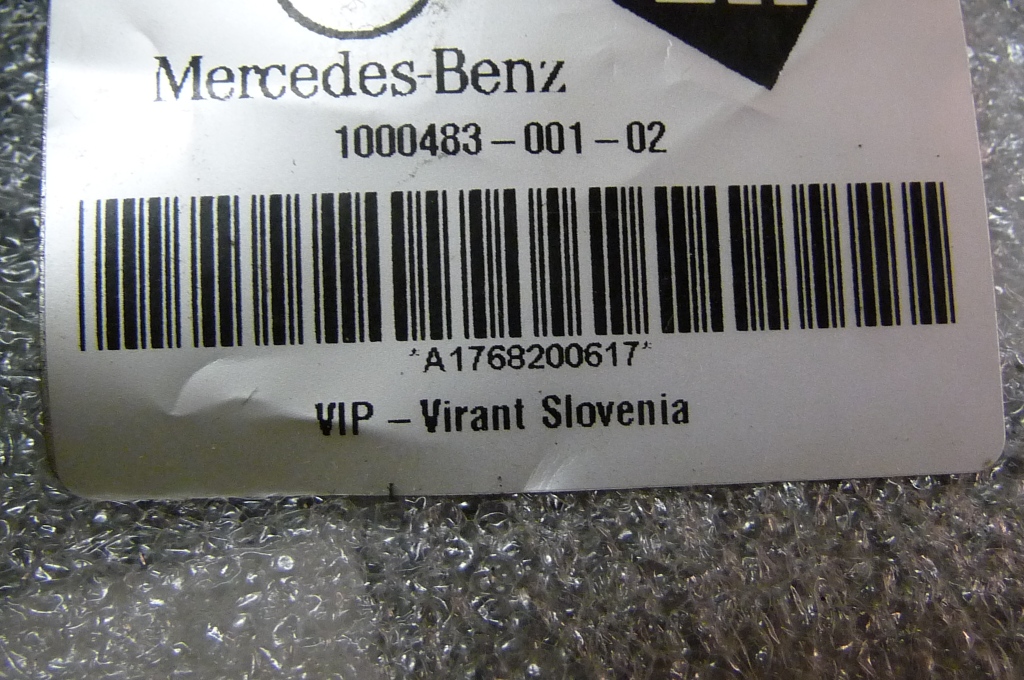 Mercedes-Benz
1000483-001-02
*A1768200617*
VIP - Virant Slovenia